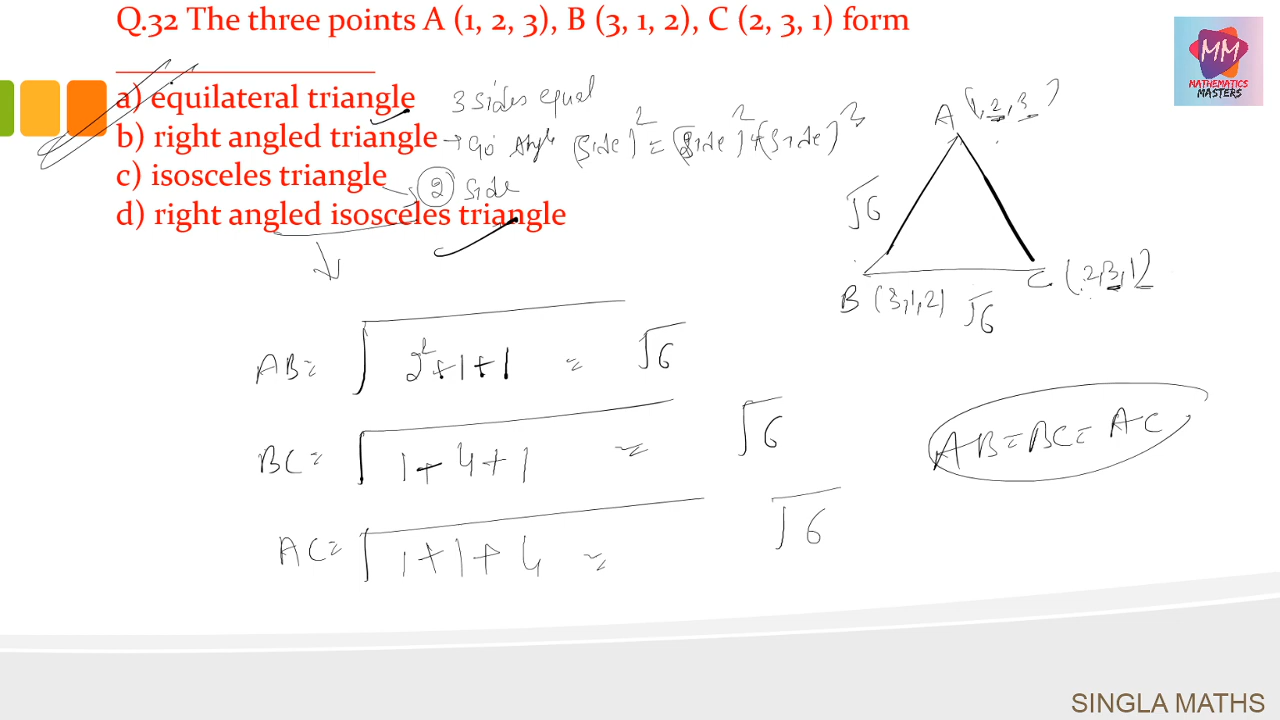 Q.32 The three points A (1, 2, 3), B (3, 1, 2), C (2, 3, 1) form
MM
MATHEMATICS
MASTERS
a) equilateral triangle 3 sides equal
b) right angled triangle → 90 Angle (side)² = (side)² + (side)³
c) isosceles triangle
2 side
d) right angled isosceles triangle
A (1, 2, 3)
√6
B (3, 1, 2)
√6
C (2, 3, 1)
AB = √2²+1+1 = √6
BC = √1+4+1 = √6
AB = BC = AC
AC = √1+1+4 = √6
SINGLA MATHS